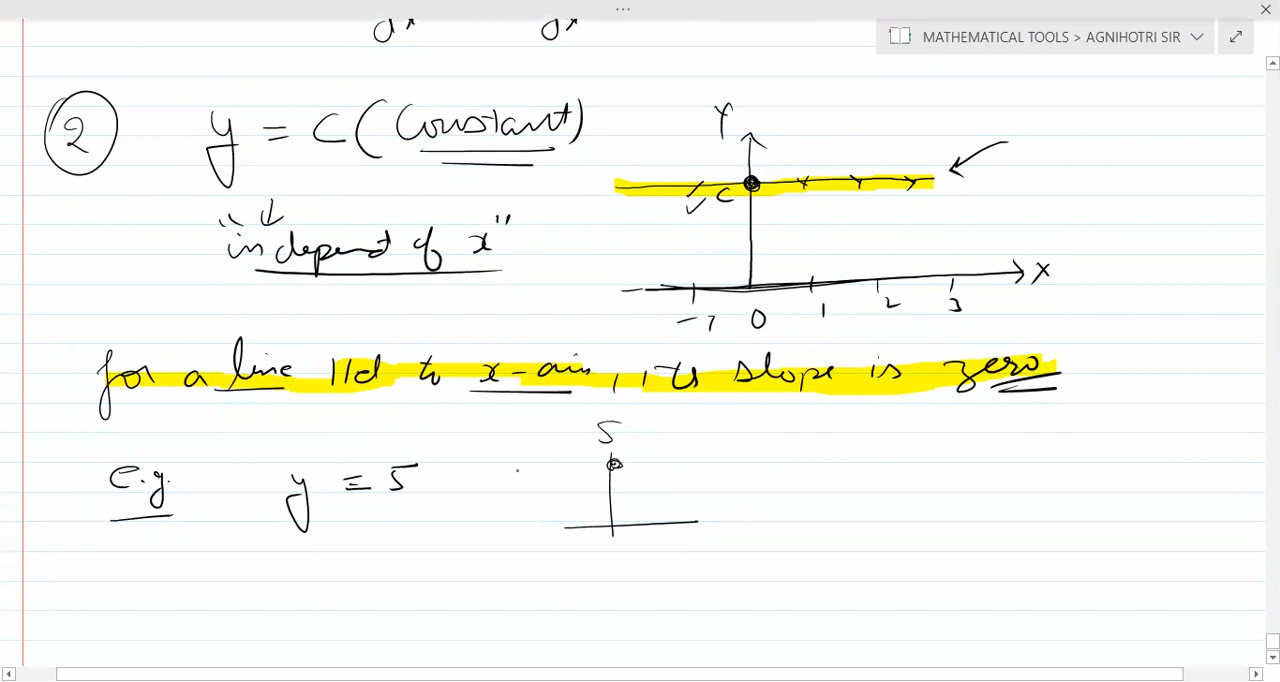 MATHEMATICAL TOOLS > AGNIHOTRI SIR
2
y = C (Constant)
Y
C
"independ of x"
X
-1 0 1 2 3
for a line ||el to x-axis, its slope is zero
5
e.g. y = 5